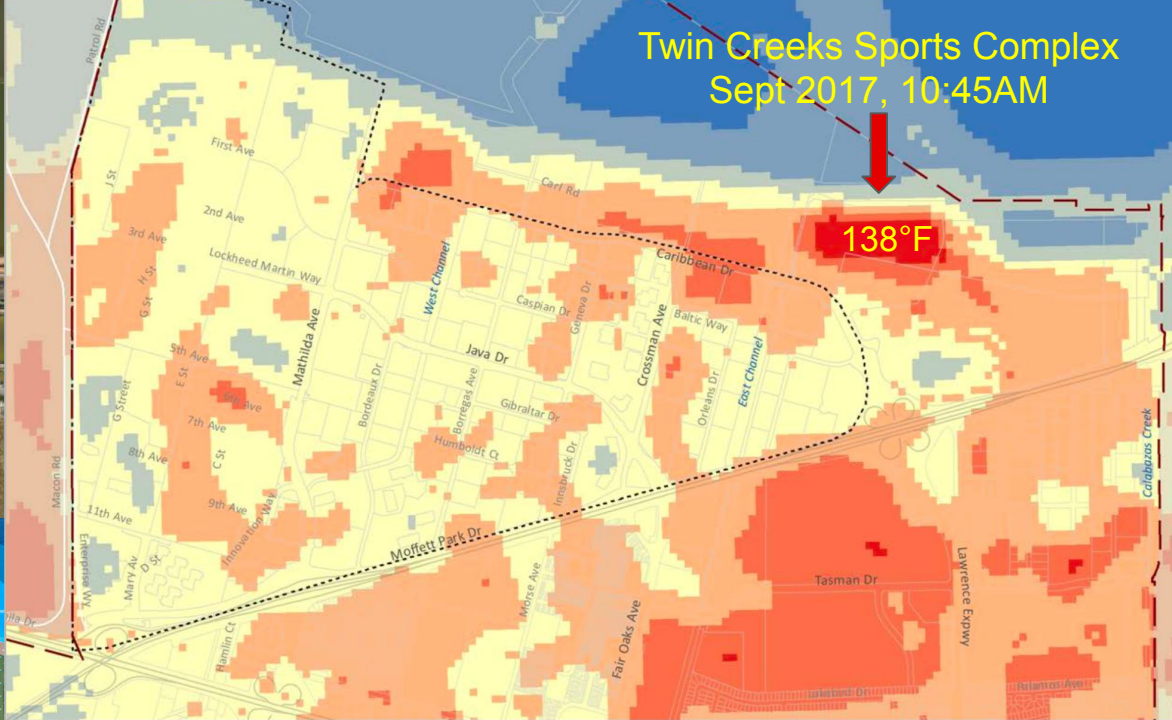 Twin Creeks Sports Complex
Sept 2017, 10:45AM
138°F
Patrol Rd
First Ave
J St
2nd Ave
3rd Ave
H St
G St
Lockheed Martin Way
Carl Rd
West Channel
Caribbean Dr
Caspian Dr
Geneva Dr
Baltic Way
Mathilda Ave
Java Dr
Crossman Ave
East Channel
5th Ave
E St
G Street
7th Ave
Bordeaux Dr
Borregas Ave
Gibraltar Dr
Orleans Dr
Humboldt Ct
8th Ave
C St
Innsbruck Dr
Calabazas Creek
Macon Rd
9th Ave
11th Ave
Innovation Way
Moffett Park Dr
Enterprise Wy
Mary Av
D St
Morse Ave
Tasman Dr
Lawrence Expwy
Fair Oaks Ave
Hamlin Ct